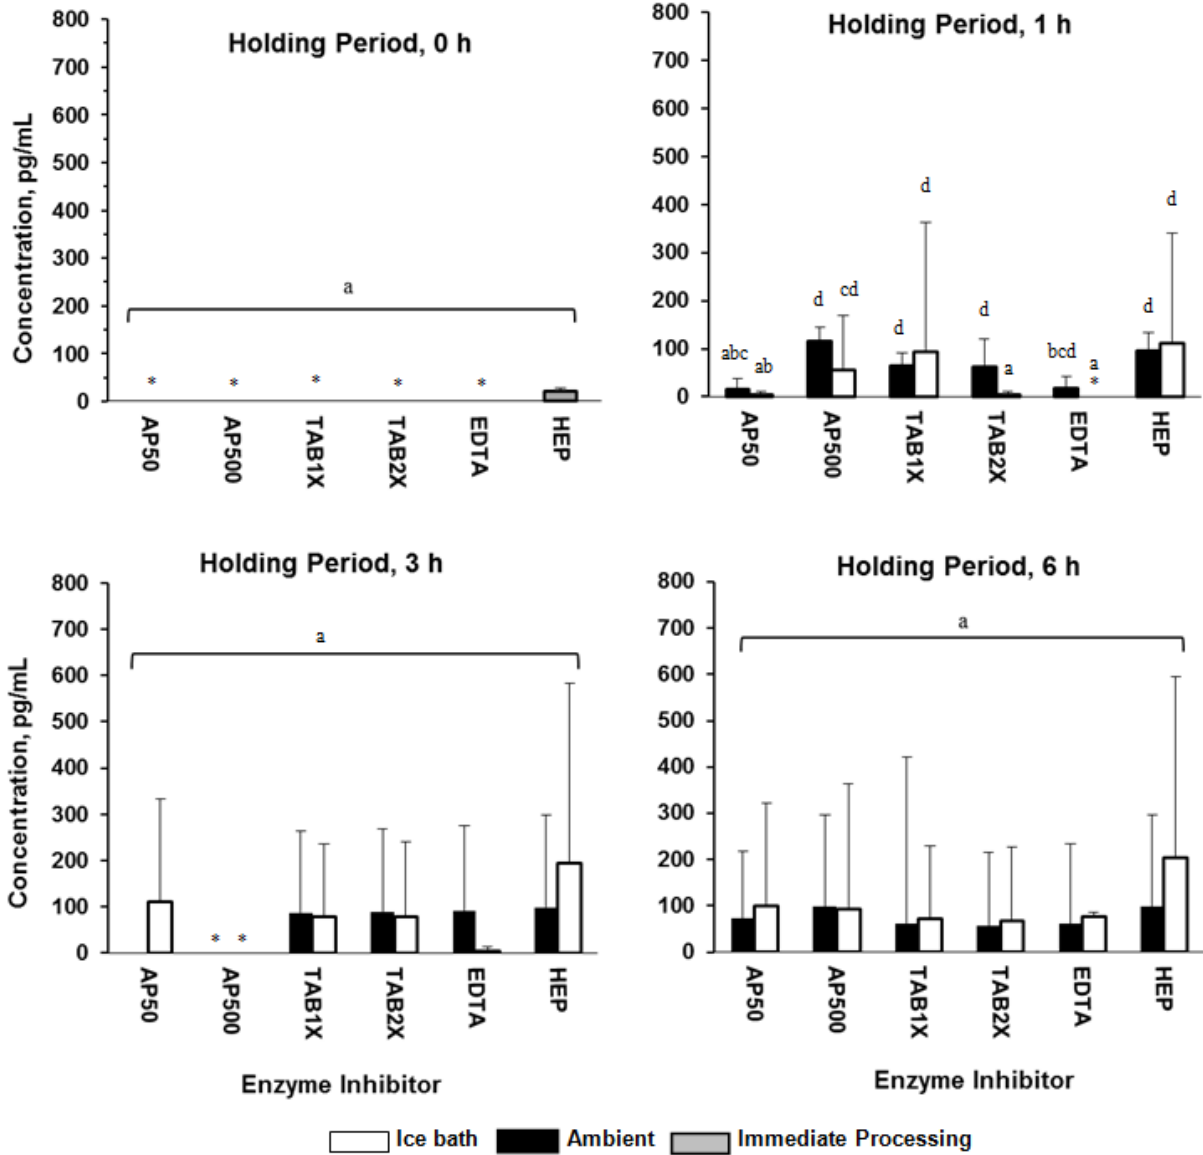 Holding Period, 0 h
Concentration, pg/mL
800
700
600
500
400
300
200
100
0
a
* * * * *
AP50 AP500 TAB1X TAB2X EDTA HEP
Holding Period, 1 h
800
700
600
500
400
300
200
100
0
abc ab d cd d d d a bcd a * d d
AP50 AP500 TAB1X TAB2X EDTA HEP
Holding Period, 3 h
Concentration, pg/mL
800
700
600
500
400
300
200
100
0
a
* *
AP50 AP500 TAB1X TAB2X EDTA HEP
Enzyme Inhibitor
Holding Period, 6 h
800
700
600
500
400
300
200
100
0
a
AP50 AP500 TAB1X TAB2X EDTA HEP
Enzyme Inhibitor
Ice bath Ambient Immediate Processing